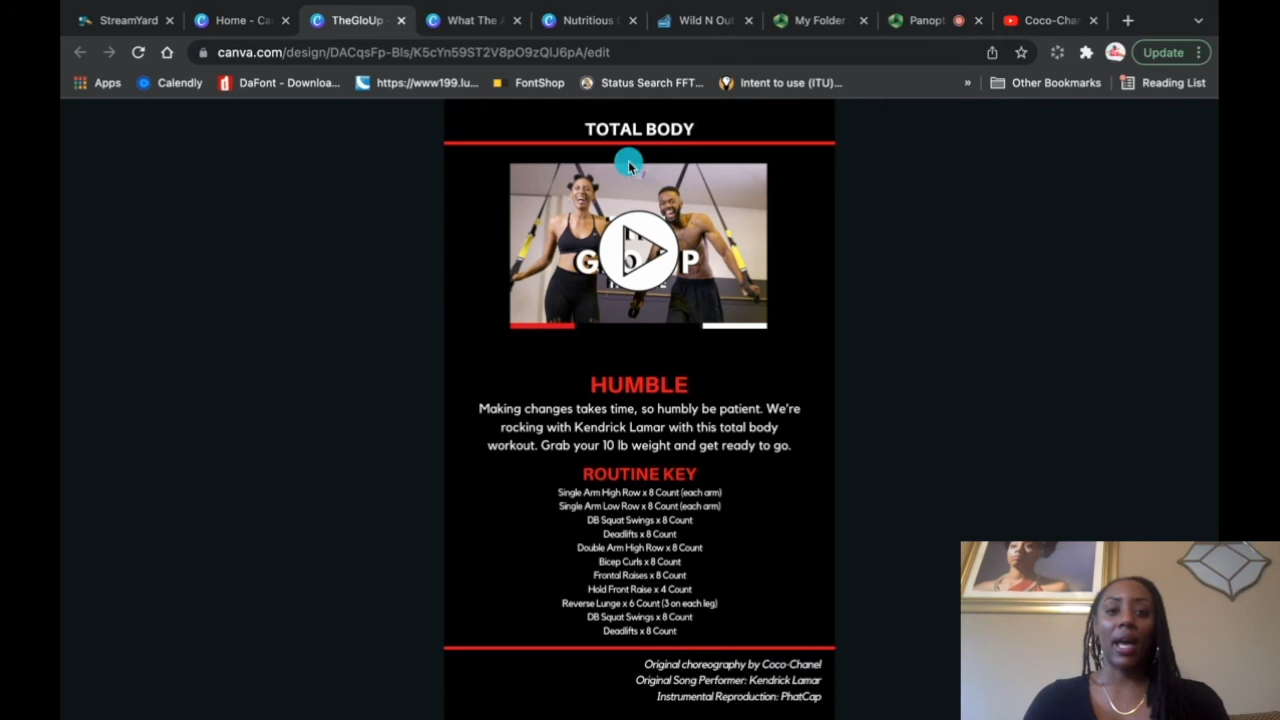 StreamYard
Home - Ca
TheGloUp
What The
Nutritious
Wild N Out
My Folder
Panopt
Coco-Cha
canva.com/design/DACqsFp-BIs/K5cYn59ST2V8pO9zQIJ6pA/edit
Update
Apps
Calendly
DaFont - Downloa...
https://www199.lu...
FontShop
Status Search FFT...
Intent to use (ITU)...
»
Other Bookmarks
Reading List
TOTAL BODY
HUMBLE
Making changes takes time, so humbly be patient. We're
rocking with Kendrick Lamar with this total body
workout. Grab your 10 lb weight and get ready to go.
ROUTINE KEY
Single Arm High Row x 8 Count (each arm)
Single Arm Low Row x 8 Count (each arm)
DB Squat Swings x 8 Count
Deadlifts x 8 Count
Double Arm High Row x 8 Count
Bicep Curls x 8 Count
Frontal Raises x 8 Count
Hold Front Raise x 4 Count
Reverse Lunge x 6 Count (3 on each leg)
DB Squat Swings x 8 Count
Deadlifts x 8 Count
Original choreography by Coco-Chanel
Original Song Performer: Kendrick Lamar
Instrumental Reproduction: PhatCap